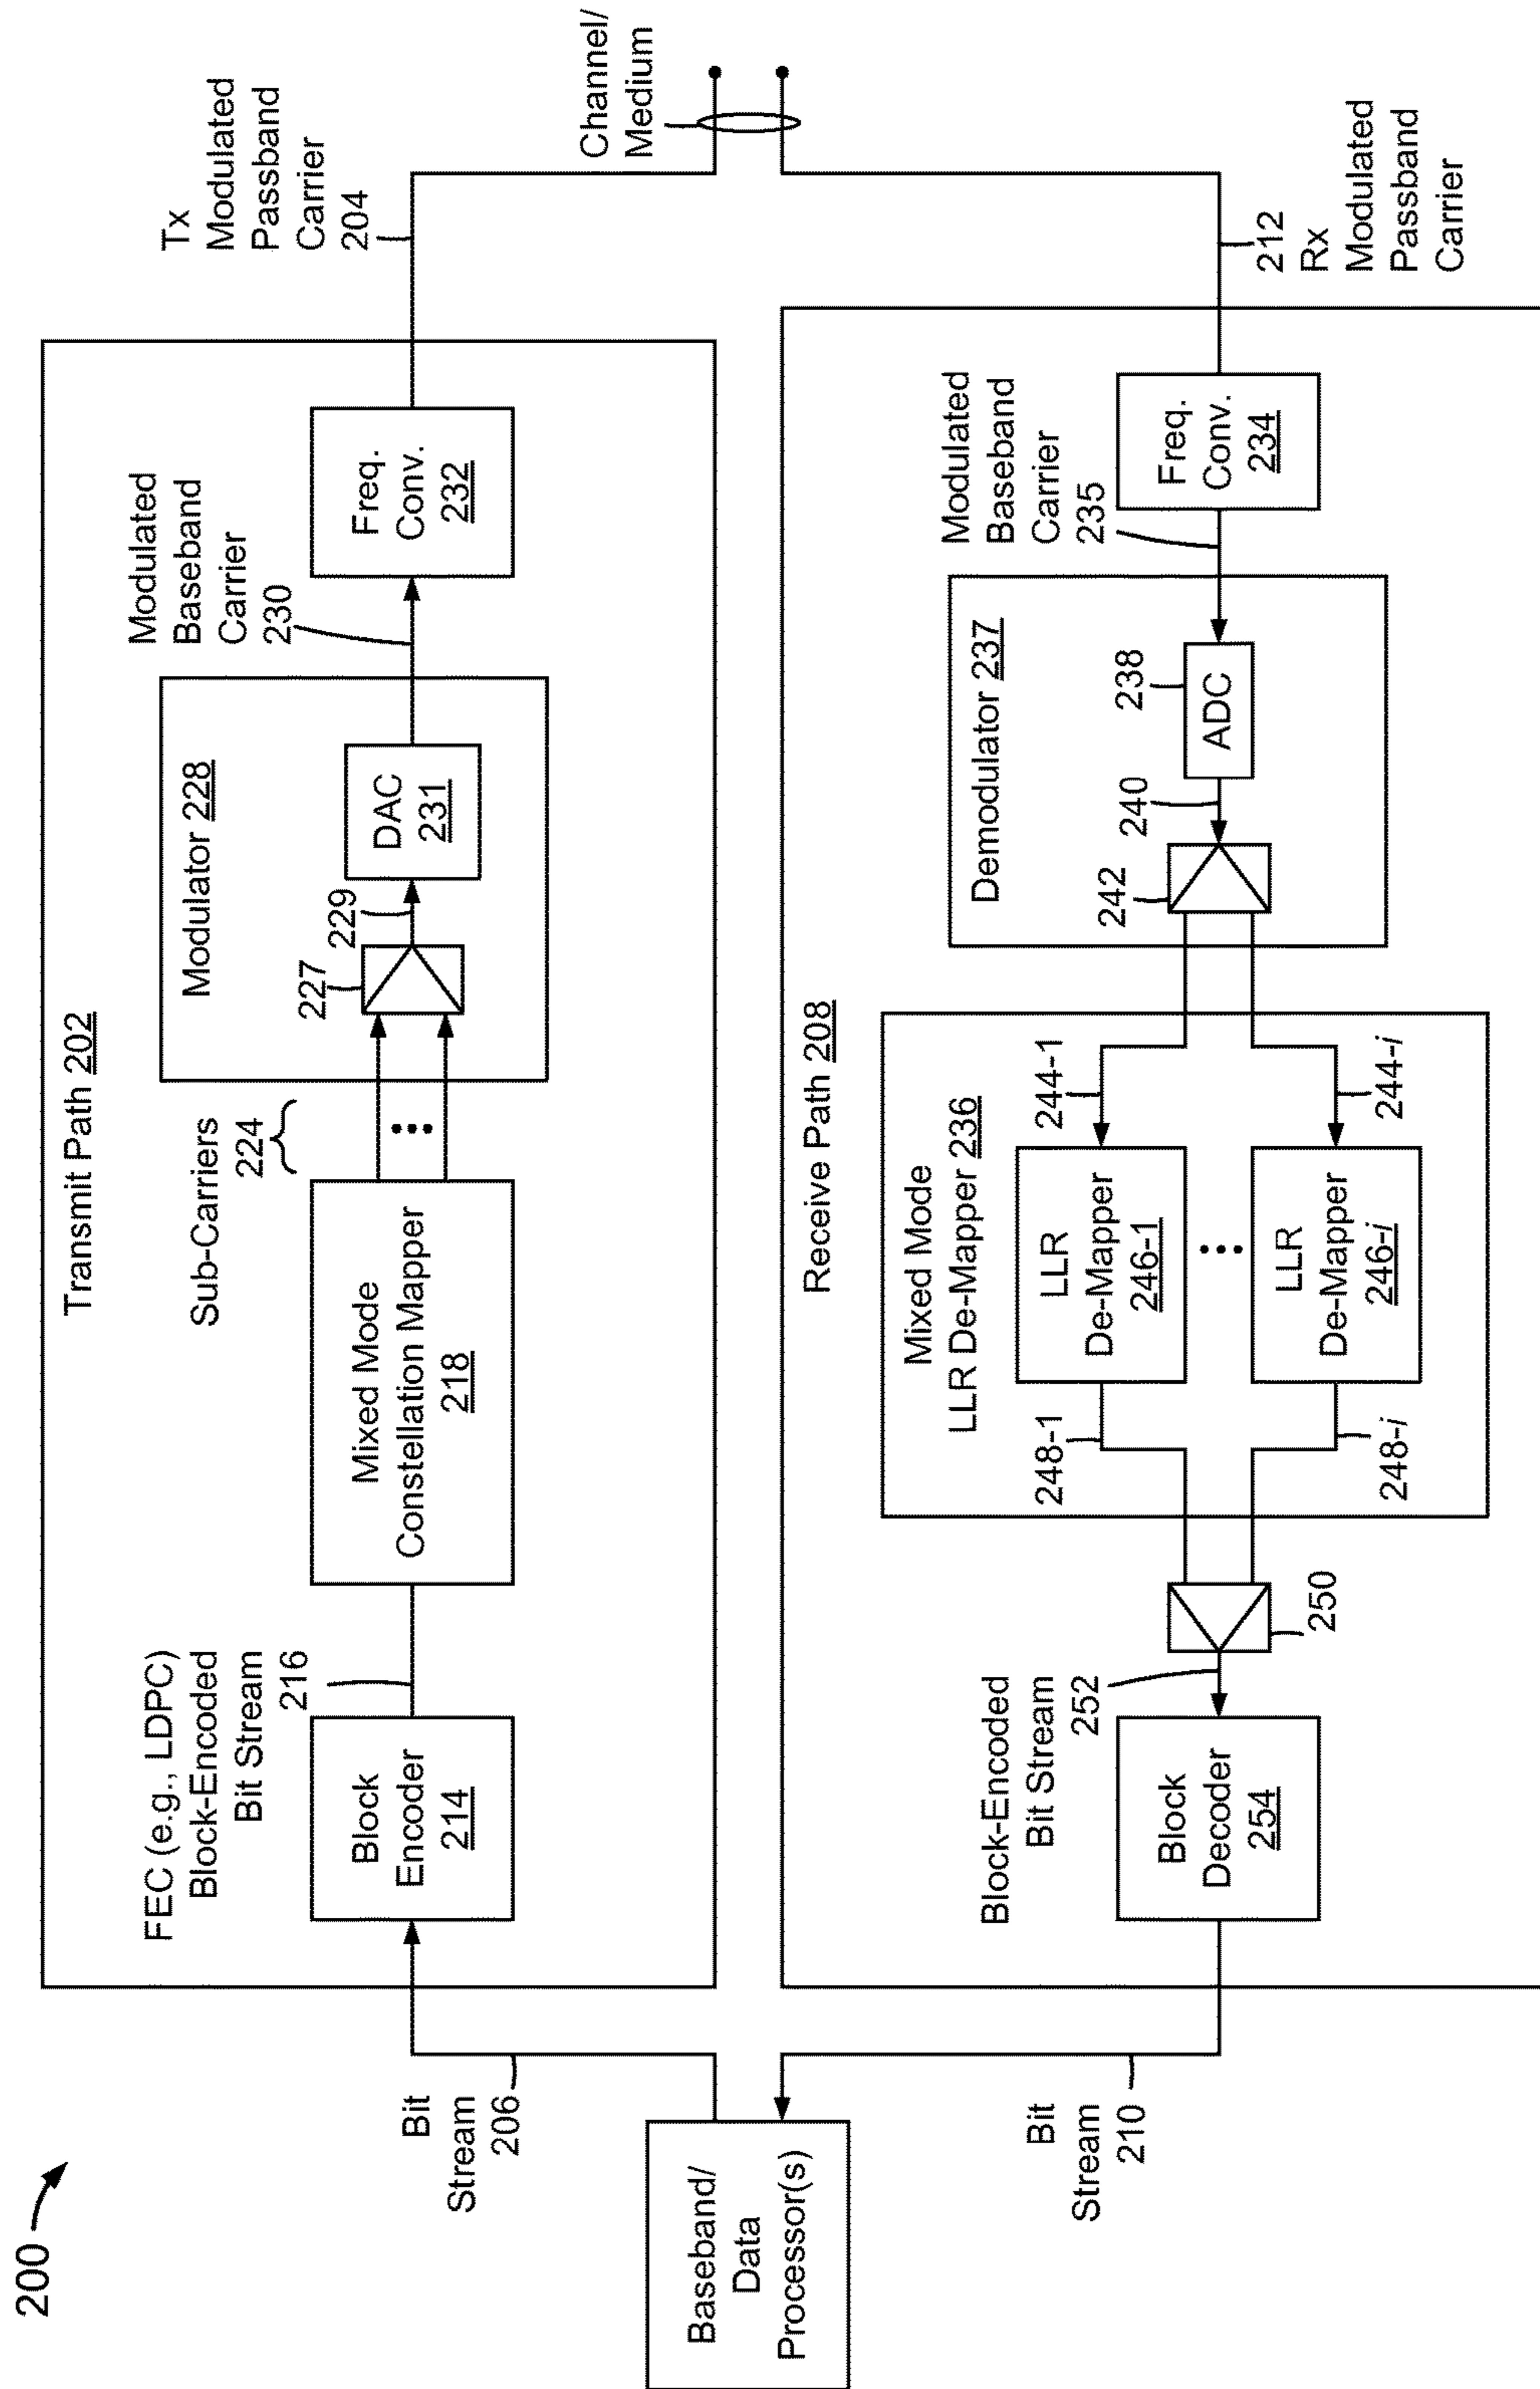 200
Transmit Path 202
FEC (e.g., LDPC)
Block-Encoded
Bit Stream
216
Block
Encoder
214
Mixed Mode
Constellation Mapper
218
Sub-Carriers
224
Modulator 228
227
229
DAC
231
Modulated
Baseband
Carrier
230
Freq.
Conv.
232
Tx
Modulated
Passband
Carrier
204
Bit
Stream
206
Baseband/
Data
Processor(s)
Channel/
Medium
Bit
Stream
210
Receive Path 208
Block-Encoded
Bit Stream
252
Block
Decoder
254
250
Mixed Mode
LLR De-Mapper 236
248-1
LLR
De-Mapper
246-1
244-1
248-i
LLR
De-Mapper
246-i
244-i
Demodulator 237
242
240
238
ADC
Modulated
Baseband
Carrier
235
Freq.
Conv.
234
212
Rx
Modulated
Passband
Carrier